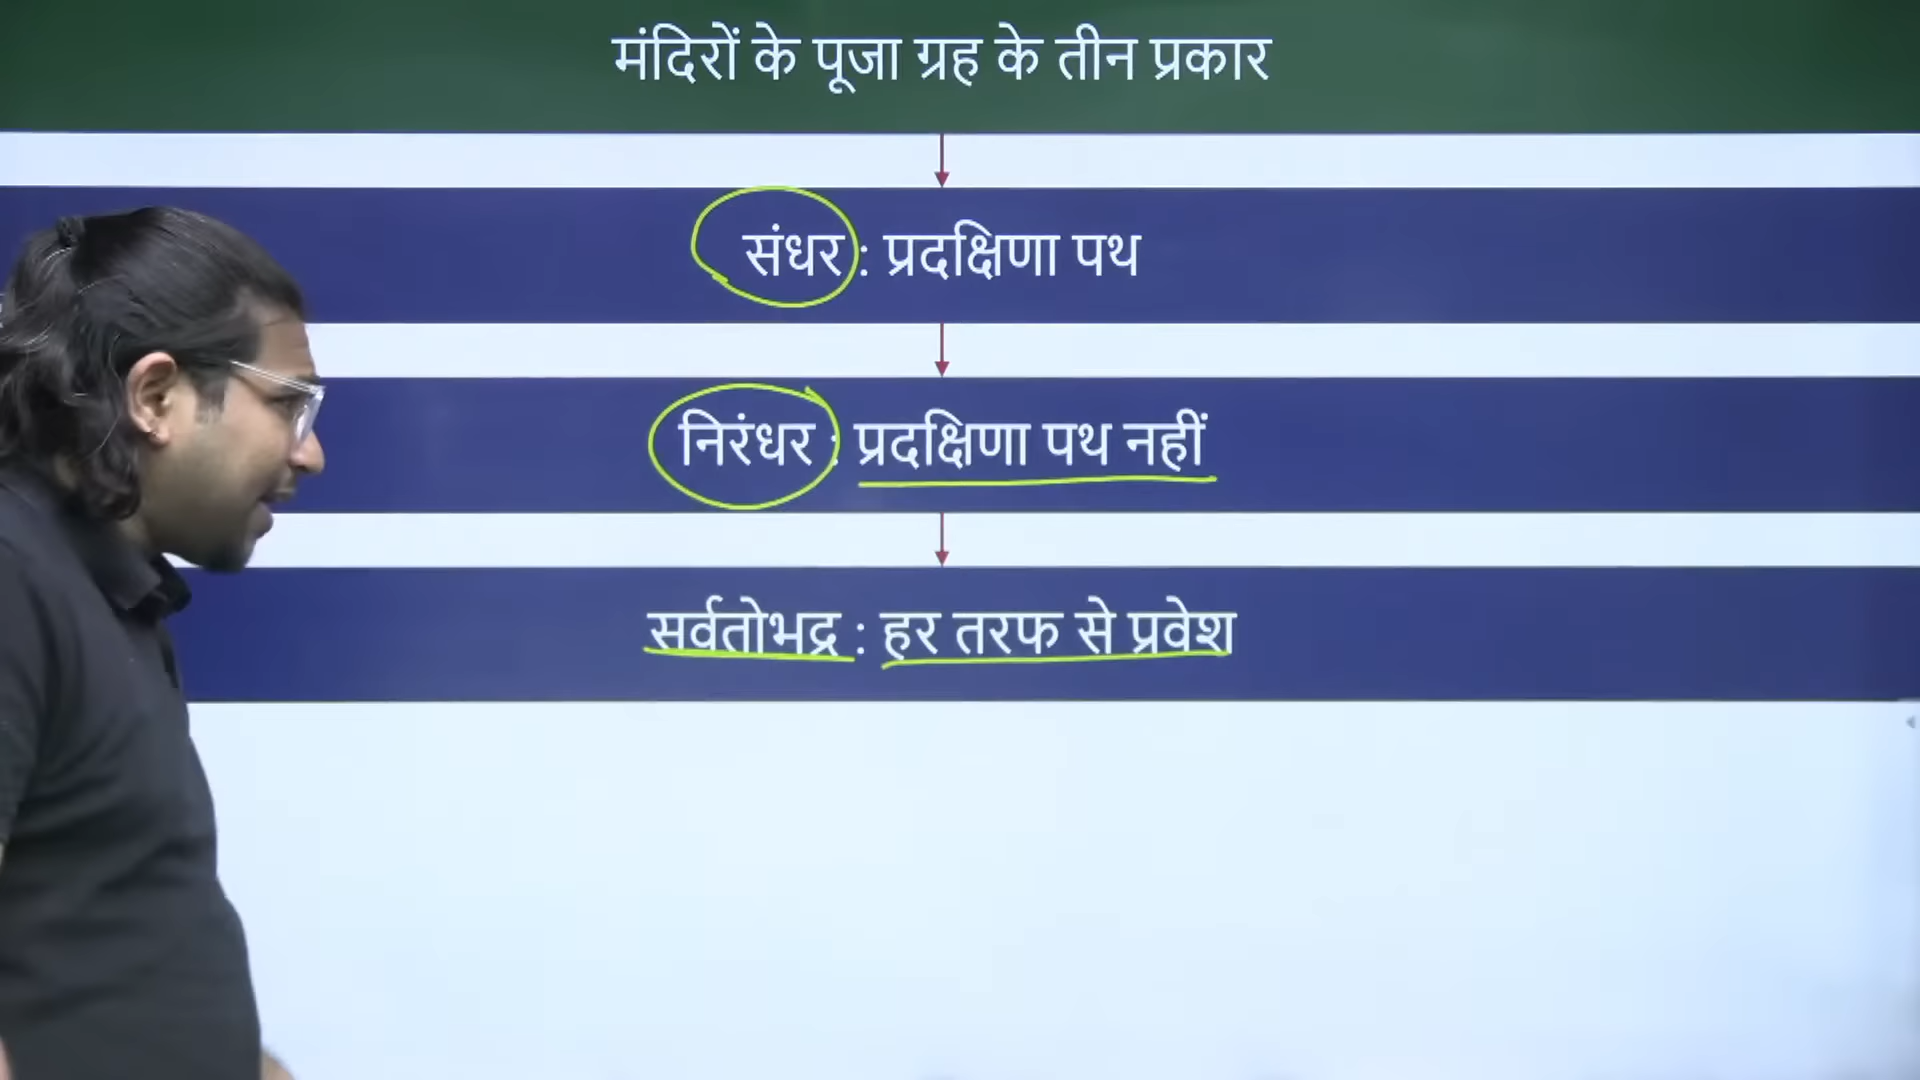 मंदिरों के पूजा ग्रह के तीन प्रकार
संधर : प्रदक्षिणा पथ
निरंधर : प्रदक्षिणा पथ नहीं
सर्वतोभद्र : हर तरफ से प्रवेश